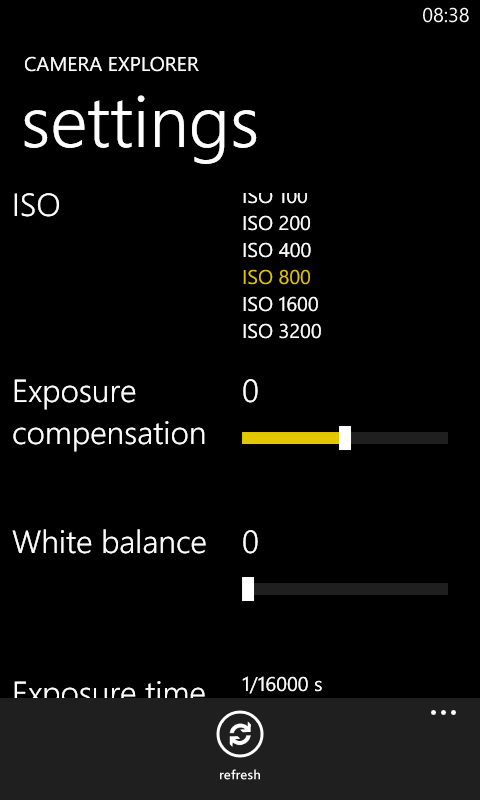 08:38
CAMERA EXPLORER
settings
ISO
ISO 100
ISO 200
ISO 400
ISO 800
ISO 1600
ISO 3200
Exposure
compensation
0
White balance
0
Exposure time
1/16000 s
refresh